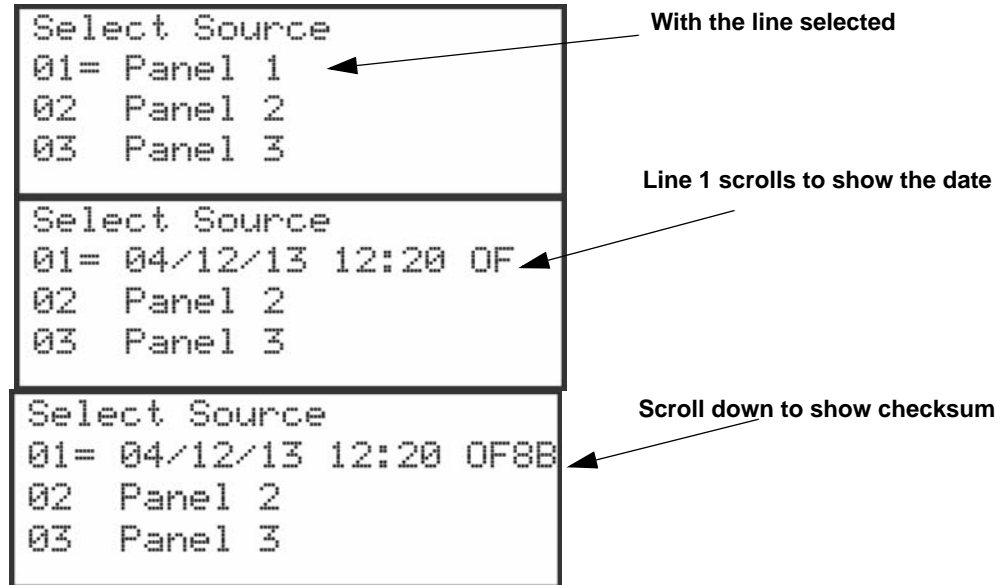 Select Source
With the line selected
01= Panel 1
02 Panel 2
03 Panel 3
Line 1 scrolls to show the date
Select Source
01= 04/12/13 12:20 OF
02 Panel 2
03 Panel 3
Select Source
Scroll down to show checksum
01= 04/12/13 12:20 OF8B
02 Panel 2
03 Panel 3